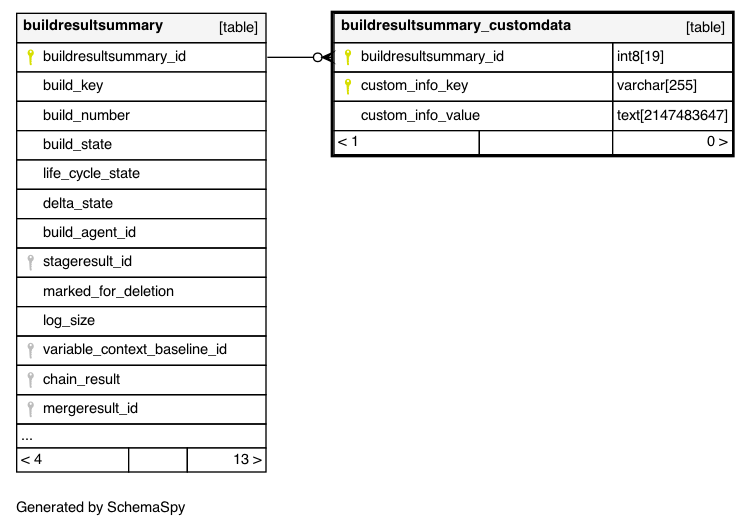 buildresultsummary [table]
buildresultsummary_id
build_key
build_number
build_state
life_cycle_state
delta_state
build_agent_id
stageresult_id
marked_for_deletion
log_size
variable_context_baseline_id
chain_result
mergeresult_id
...
< 4 13 >
buildresultsummary_customdata [table]
buildresultsummary_id int8[19]
custom_info_key varchar[255]
custom_info_value text[2147483647]
< 1 0 >
Generated by SchemaSpy